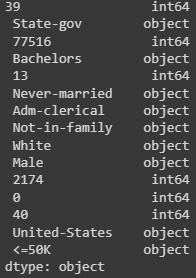 39 int64
State-gov object
77516 int64
Bachelors object
13 int64
Never-married object
Adm-clerical object
Not-in-family object
White object
Male object
2174 int64
0 int64
40 int64
United-States object
<=50K object
dtype: object